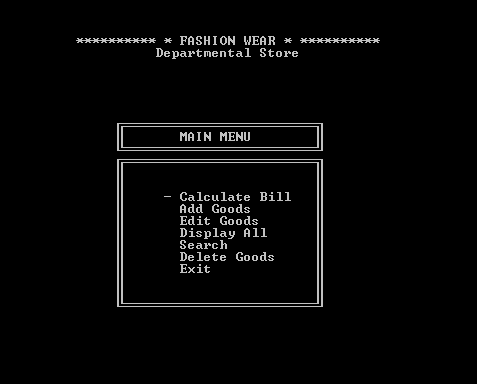 ********** * FASHION WEAR * **********
Departmental Store
MAIN MENU
- Calculate Bill
Add Goods
Edit Goods
Display All
Search
Delete Goods
Exit